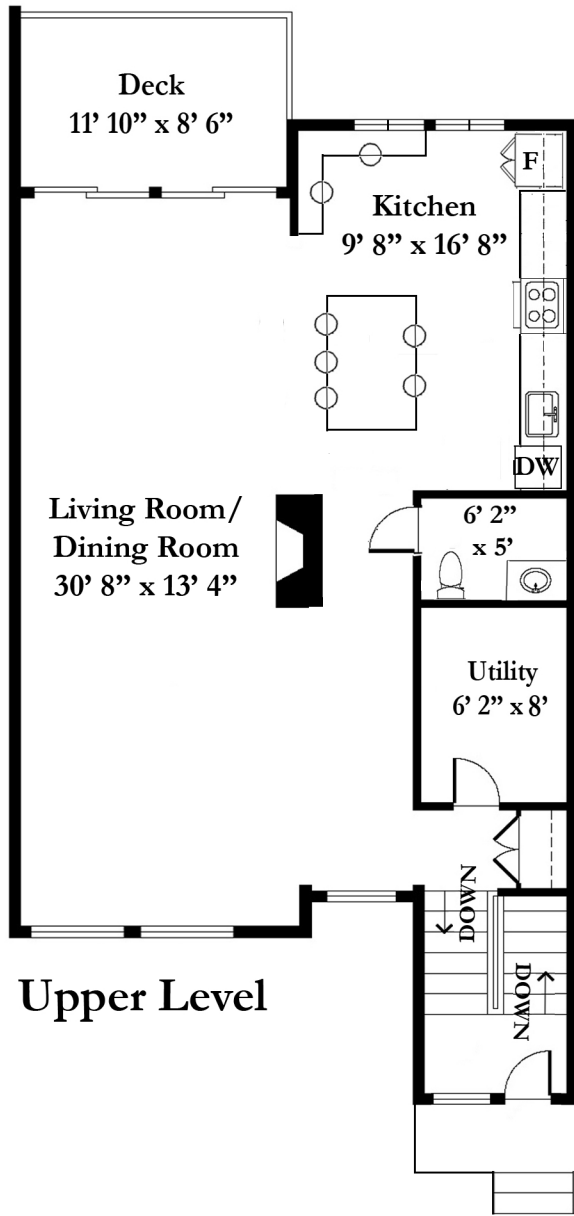 Deck
11’ 10” x 8’ 6”
F
Kitchen
9’ 8” x 16’ 8”
DW
Living Room/
Dining Room
30’ 8” x 13’ 4”
6’ 2”
x 5’
Utility
6’ 2” x 8’
DOWN
DOWN
Upper Level